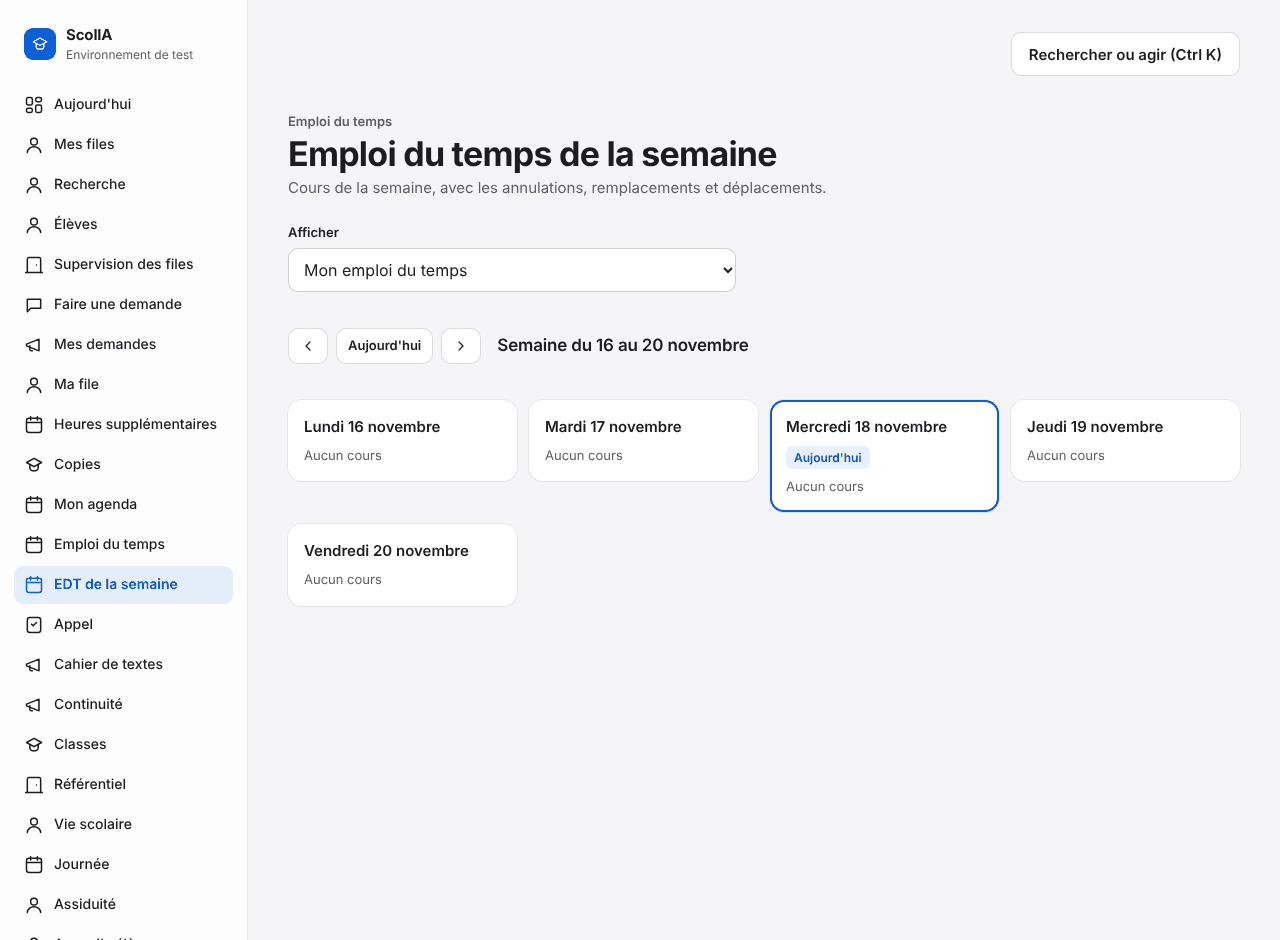 ScolIA
Environnement de test
Aujourd'hui
Mes files
Recherche
Élèves
Supervision des files
Faire une demande
Mes demandes
Ma file
Heures supplémentaires
Copies
Mon agenda
Emploi du temps
EDT de la semaine
Appel
Cahier de textes
Continuité
Classes
Référentiel
Vie scolaire
Journée
Assiduité
Rechercher ou agir (Ctrl K)
Emploi du temps
Emploi du temps de la semaine
Cours de la semaine, avec les annulations, remplacements et déplacements.
Afficher
Mon emploi du temps
Aujourd'hui
Semaine du 16 au 20 novembre
Lundi 16 novembre
Aucun cours
Mardi 17 novembre
Aucun cours
Mercredi 18 novembre
Aujourd'hui
Aucun cours
Jeudi 19 novembre
Aucun cours
Vendredi 20 novembre
Aucun cours